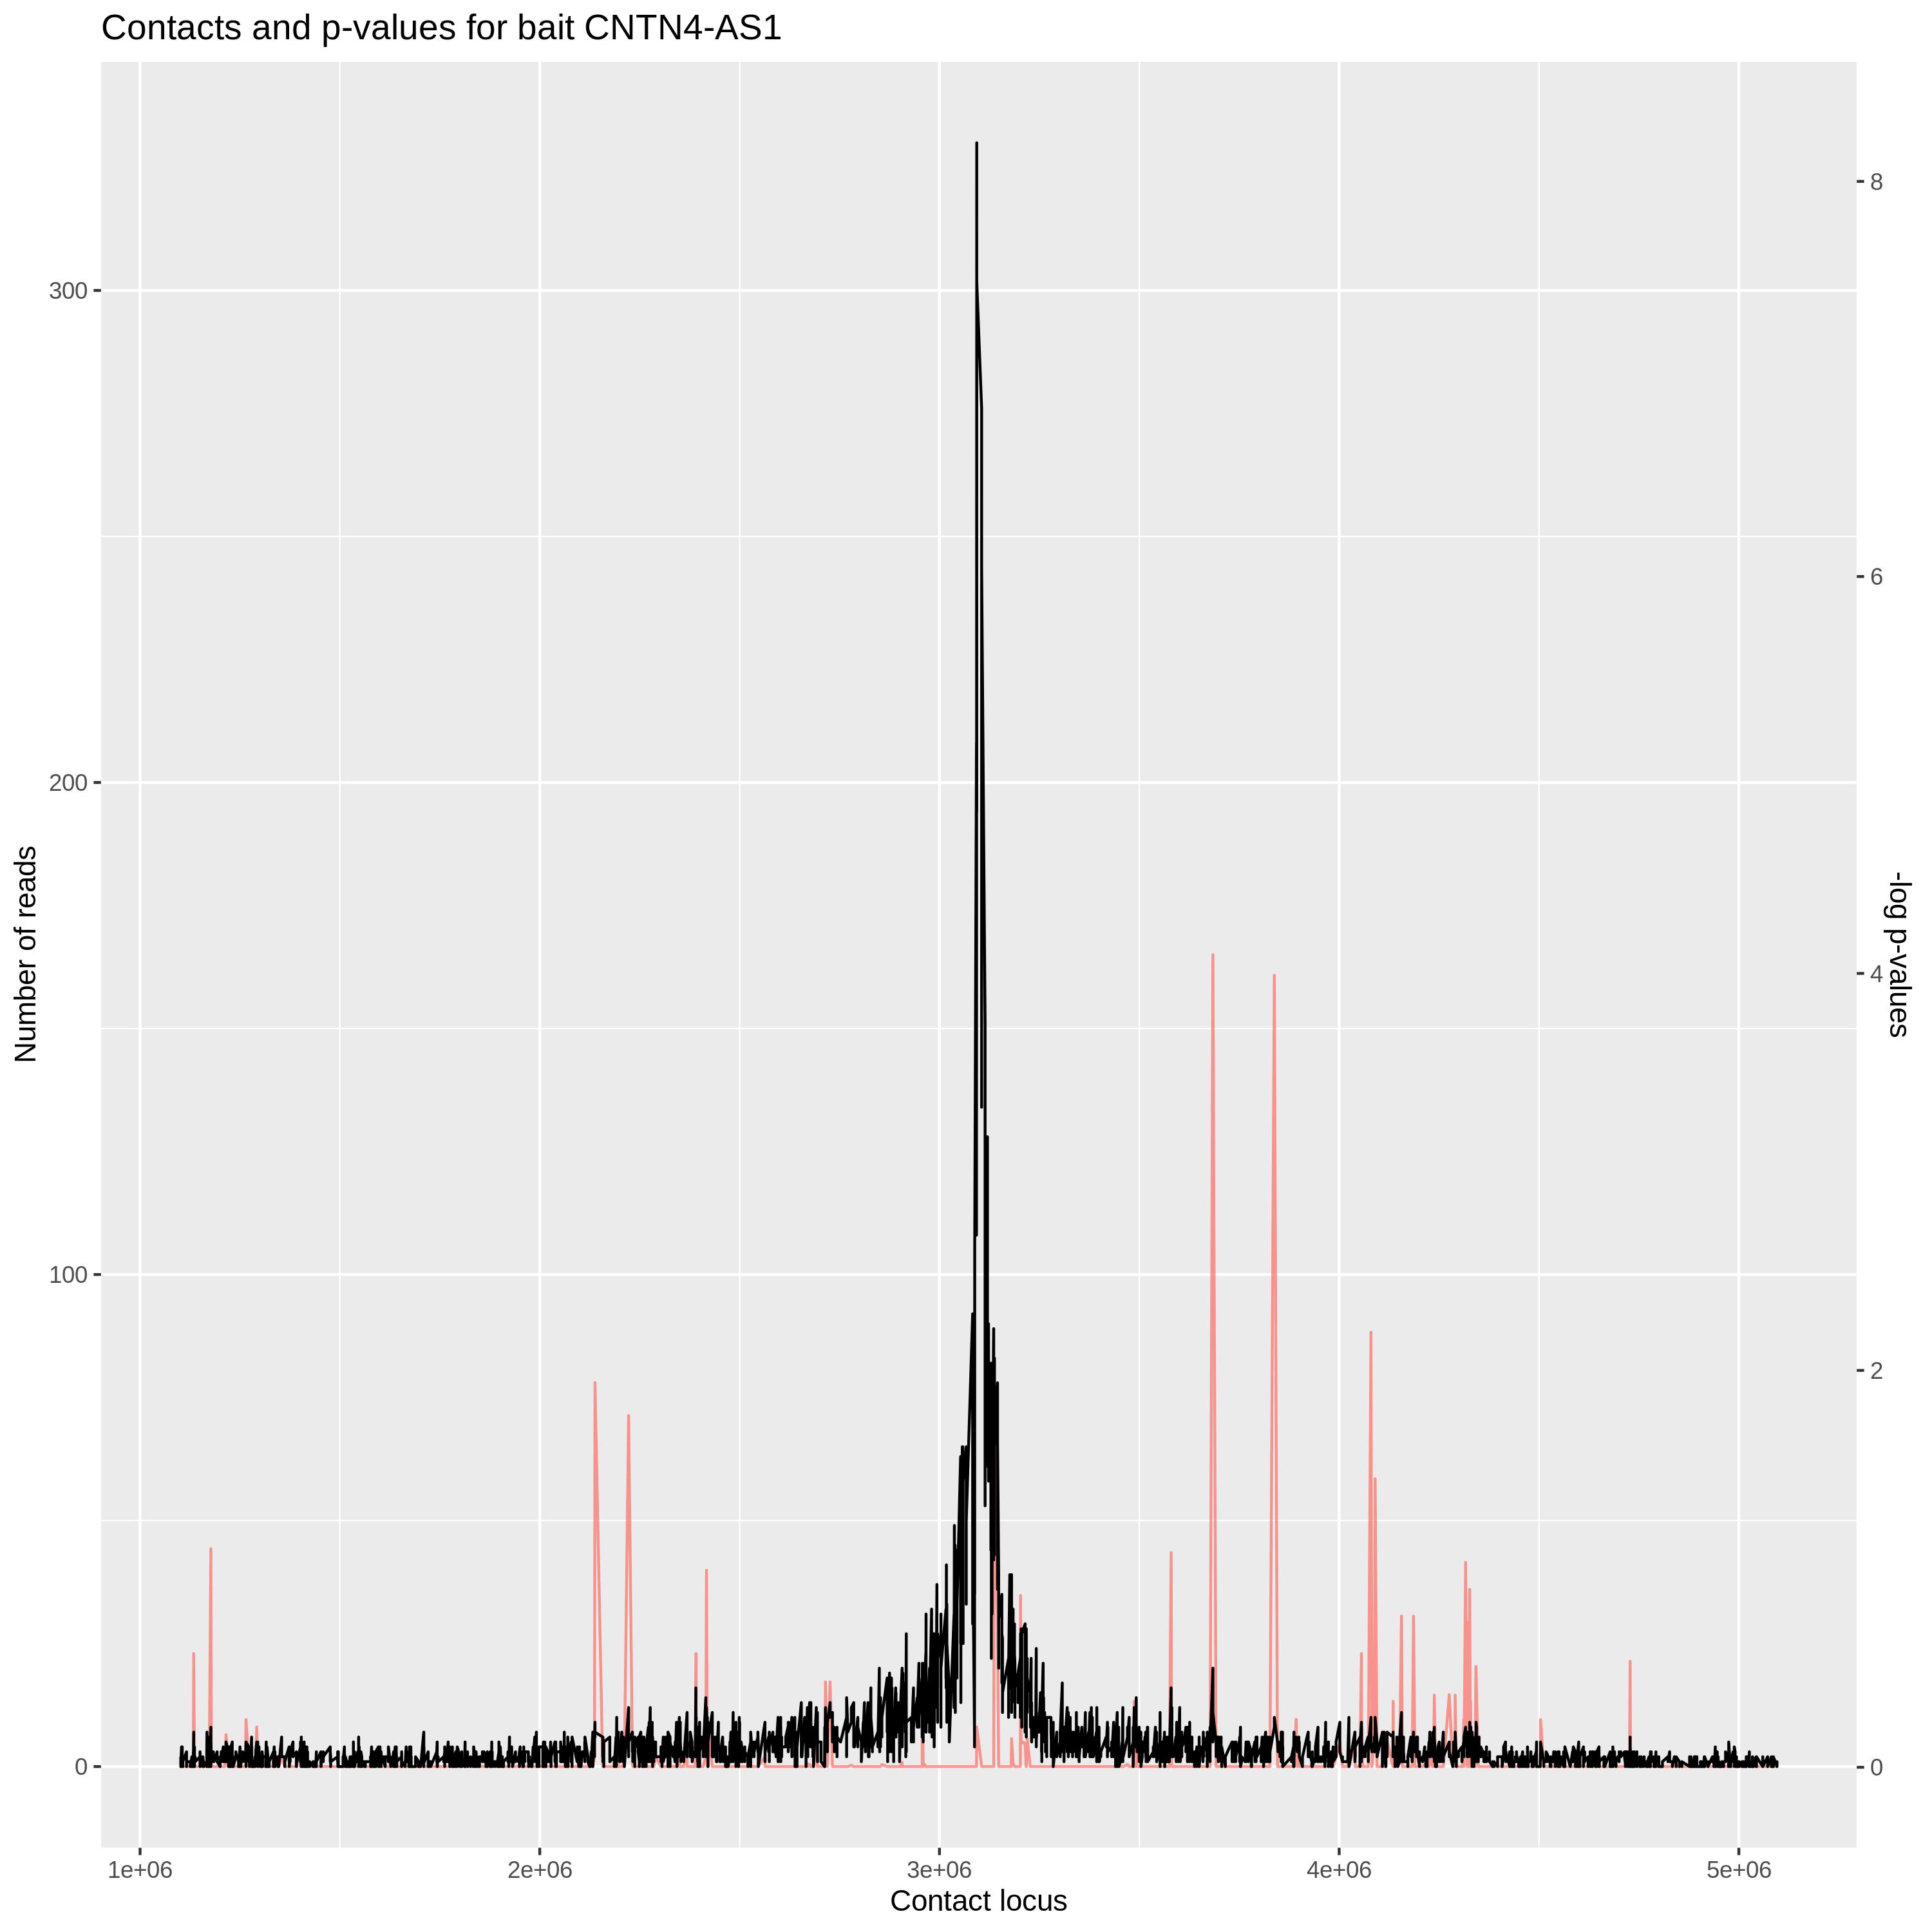 Contacts and p-values for bait CNTN4-AS1
300
200
100
0
Number of reads
8
6
4
2
0
-log p-values
1e+06
2e+06
3e+06
4e+06
5e+06
Contact locus